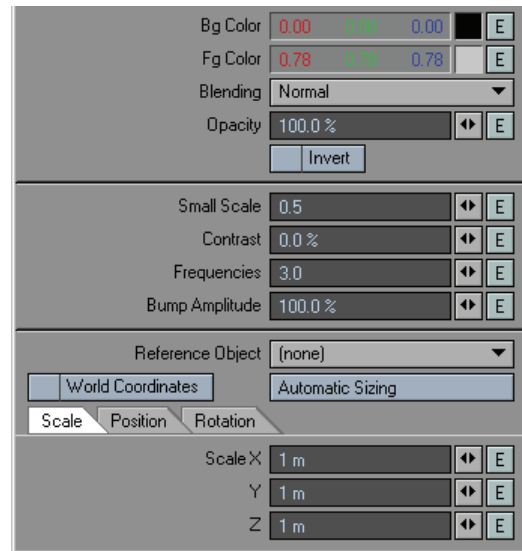 Bg Color 0.00 0.00 0.00 E
Fg Color 0.78 0.78 0.78 E
Blending Normal
Opacity 100.0 % E
Invert
Small Scale 0.5 E
Contrast 0.0 % E
Frequencies 3.0 E
Bump Amplitude 100.0 % E
Reference Object (none)
World Coordinates Automatic Sizing
Scale Position Rotation
Scale X 1 m E
Y 1 m E
Z 1 m E